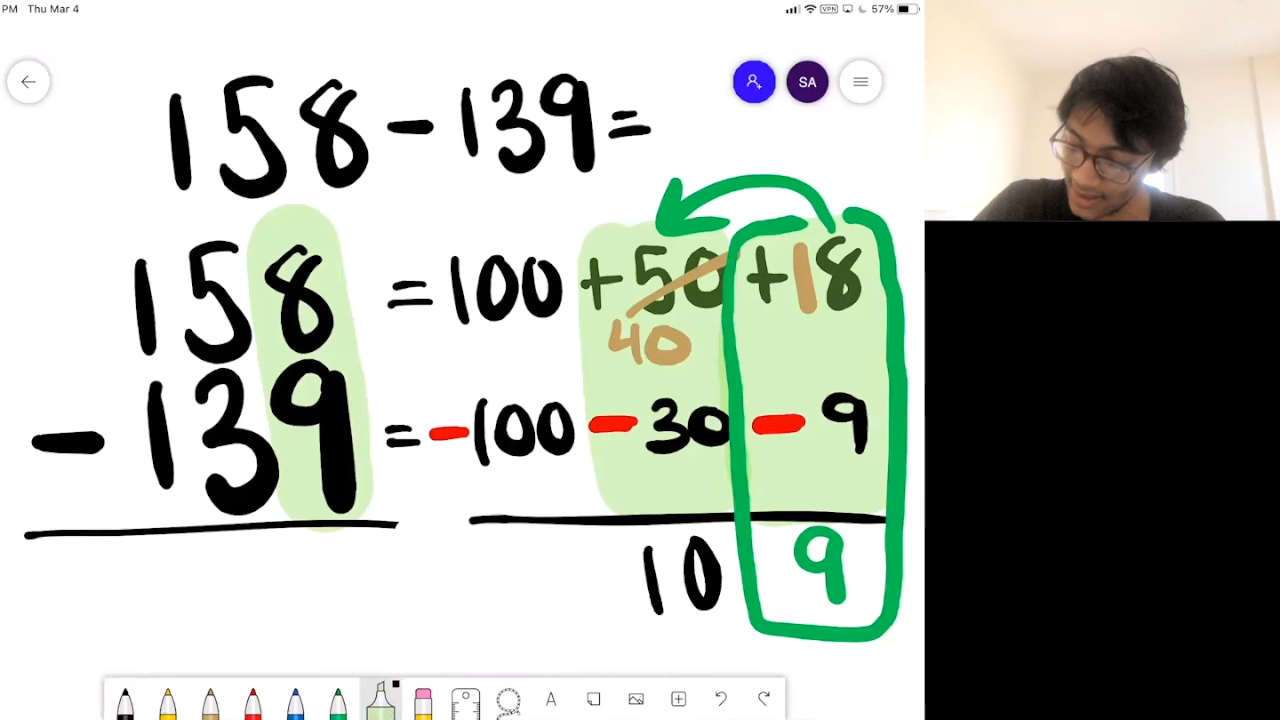 PM Thu Mar 4 VPN 57%
SA
158 - 139 =
158 = 100 + 50 + 18
40
- 139 = - 100 - 30 - 9
10 9
A